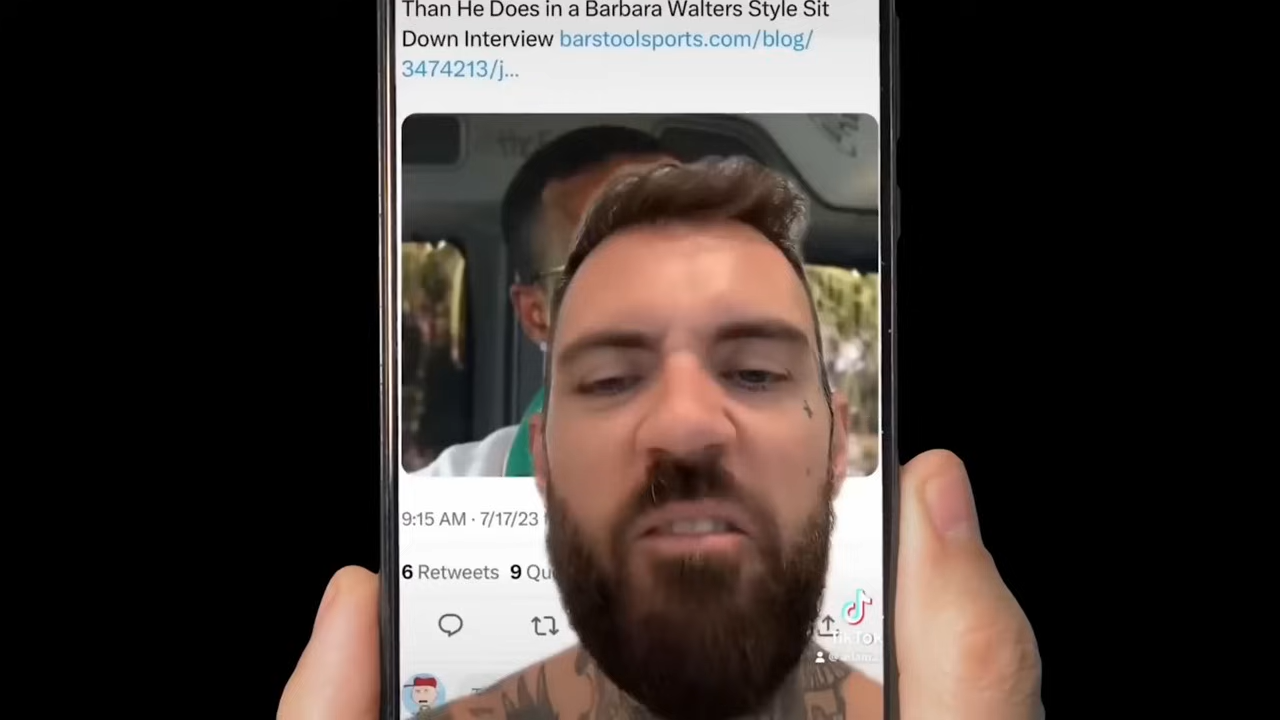 Than He Does in a Barbara Walters Style Sit
Down Interview barstoolsports.com/blog/
3474213/j...
9:15 AM · 7/17/23
6 Retweets 9
TikTok